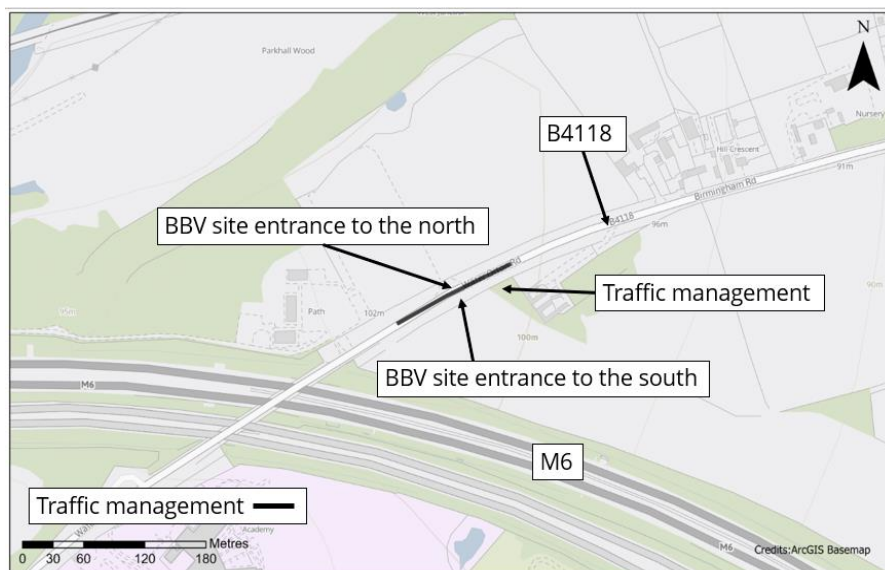 Parkhall Wood
N
B4118
Nursery
Hill Crescent
91m
Birmingham Rd
BBV site entrance to the north
B4118
96m
Rd
Traffic management
90m
Path
102m
100m
BBV site entrance to the south
M6
M6
Traffic management
Academy
Metres
0 30 60 120 180
M6
Credits:ArcGIS Basemap